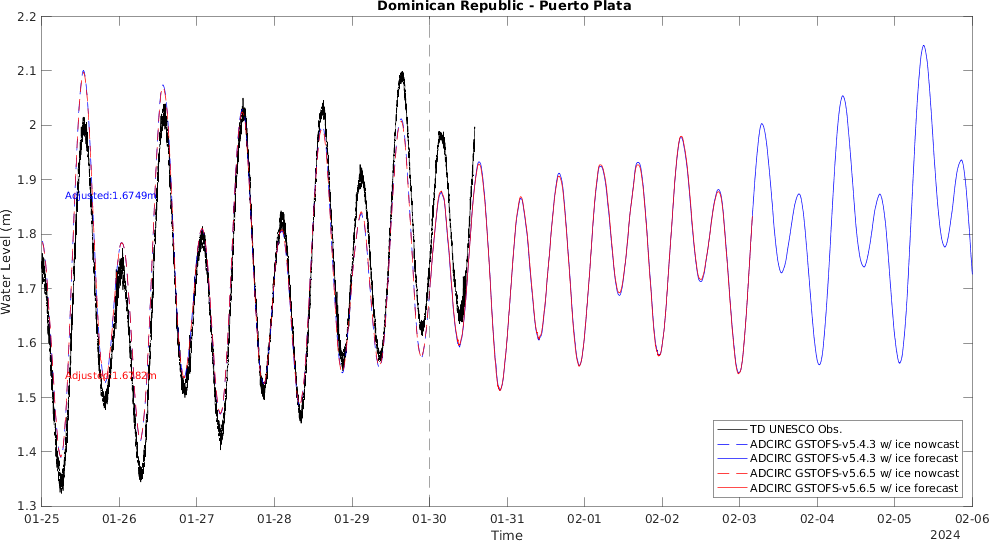 Dominican Republic - Puerto Plata
2.2
2.1
2
1.9
1.8
1.7
1.6
1.5
1.4
1.3
Water Level (m)
Adjusted:1.6749m
Adjusted:1.6782m
TD UNESCO Obs.
ADCIRC GSTOFS-v5.4.3 w/ ice nowcast
ADCIRC GSTOFS-v5.4.3 w/ ice forecast
ADCIRC GSTOFS-v5.6.5 w/ ice nowcast
ADCIRC GSTOFS-v5.6.5 w/ ice forecast
01-25 01-26 01-27 01-28 01-29 01-30 01-31 02-01 02-02 02-03 02-04 02-05 02-06
Time
2024